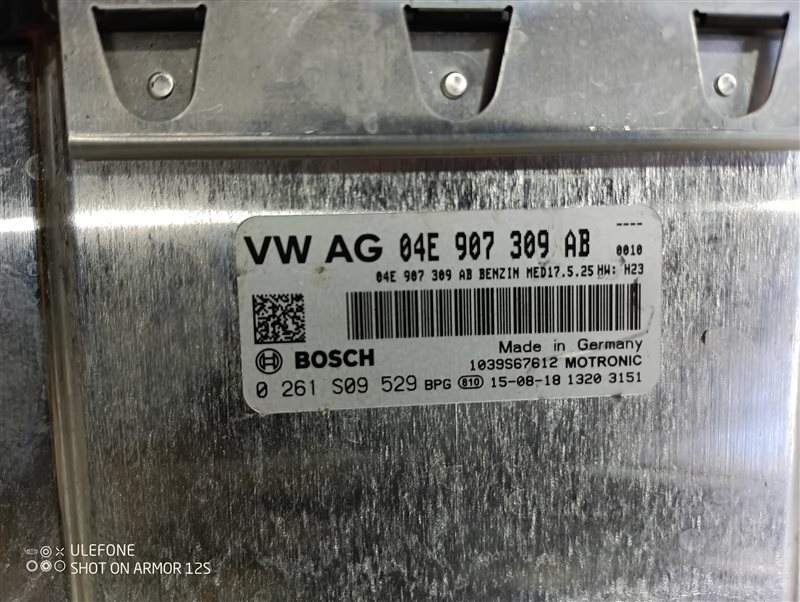 VW AG 04E 907 309 AB ---- 0010
04E 907 309 AB BENZIN MED17.5.25 HW: H23
Made in Germany
BOSCH 1039S67612 MOTRONIC
0 261 S09 529 BPG 810 15-08-18 1320 3151
ULEFONE
SHOT ON ARMOR 12S